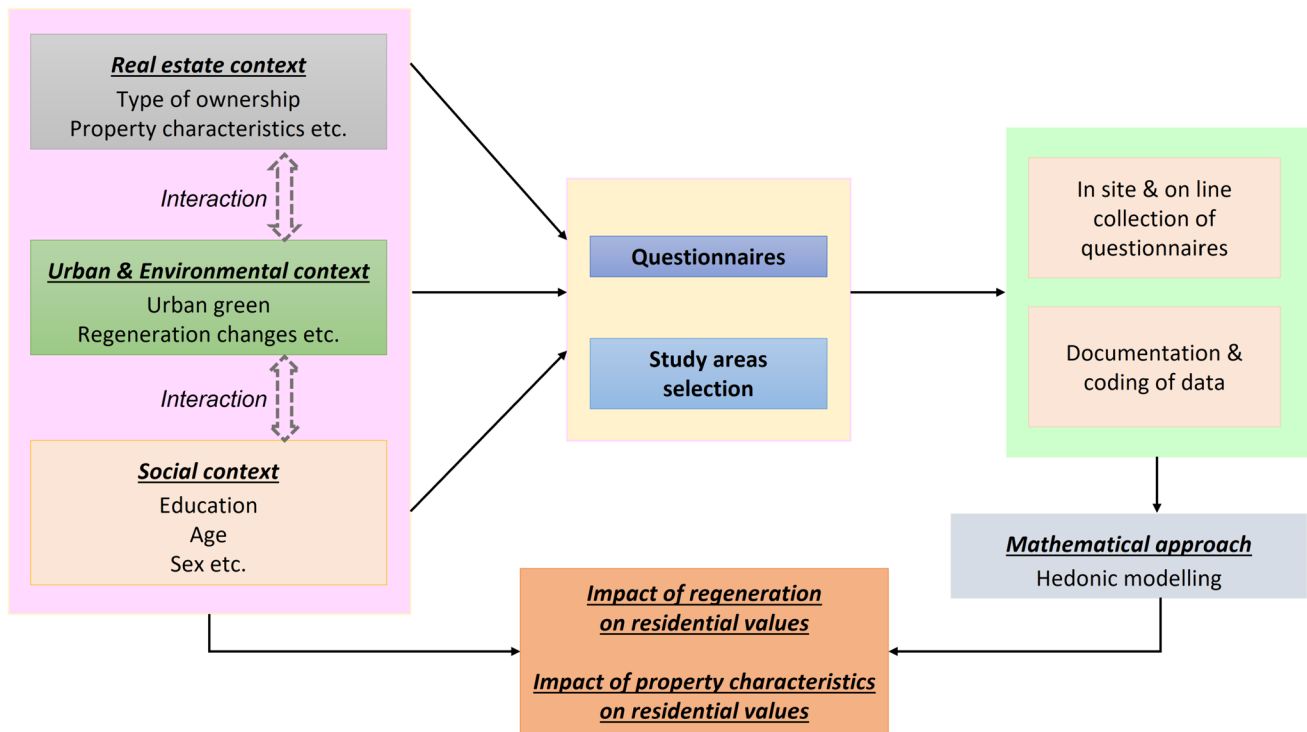 Real estate context
Type of ownership
Property characteristics etc.
Interaction
Urban & Environmental context
Urban green
Regeneration changes etc.
Interaction
Social context
Education
Age
Sex etc.
Questionnaires
Study areas
selection
In site & on line
collection of
questionnaires
Documentation &
coding of data
Mathematical approach
Hedonic modelling
Impact of regeneration
on residential values
Impact of property characteristics
on residential values